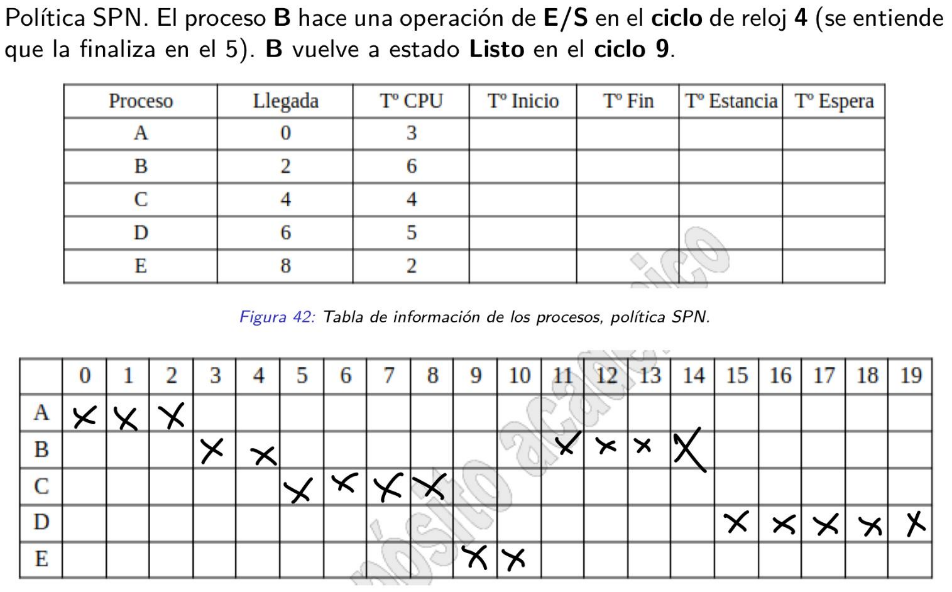 Política SPN. El proceso B hace una operación de E/S en el ciclo de reloj 4 (se entiende
que la finaliza en el 5). B vuelve a estado Listo en el ciclo 9.
Proceso Llegada Tº CPU Tº Inicio Tº Fin Tº Estancia Tº Espera
A 0 3
B 2 6
C 4 4
D 6 5
E 8 2
Figura 42: Tabla de información de los procesos, política SPN.
0 1 2 3 4 5 6 7 8 9 10 11 12 13 14 15 16 17 18 19
A X X X
B X X X X X X
C X X X X
D X X X X X
E X X